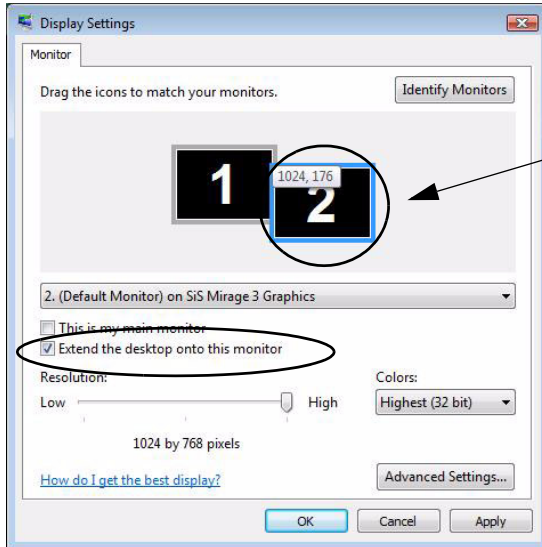 Display Settings
Monitor
Drag the icons to match your monitors.
Identify Monitors
1
1024, 176
2
2. (Default Monitor) on SiS Mirage 3 Graphics
This is my main monitor
Extend the desktop onto this monitor
Resolution:
Colors:
Low
High
Highest (32 bit)
1024 by 768 pixels
How do I get the best display?
Advanced Settings...
OK
Cancel
Apply